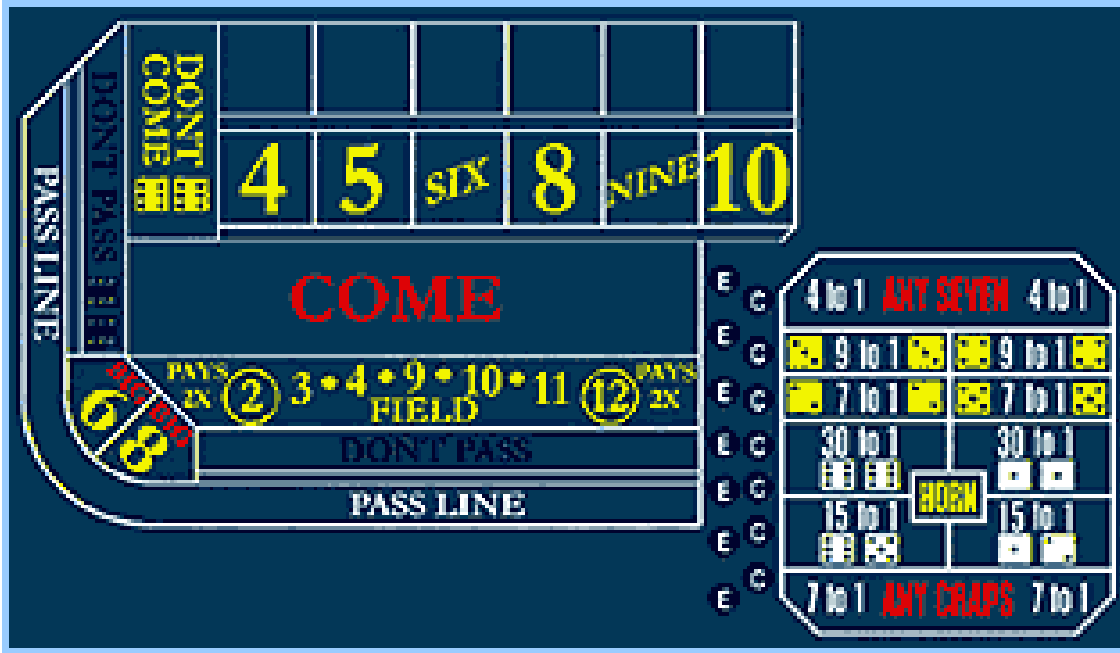 DONT COME
DONT PASS
PASS LINE
4 5 SIX 8 NINE 10
COME
PAYS 2X
2 3 • 4 • 9 • 10 • 11 12
PAYS 2X
FIELD
6 8
DON'T PASS
PASS LINE
E C
E C
E C
E C
E C
E C
E C
4 to 1 ANY SEVEN 4 to 1
9 to 1 9 to 1
7 to 1 7 to 1
30 to 1 30 to 1
HORN
15 to 1 15 to 1
7 to 1 ANY CRAPS 7 to 1